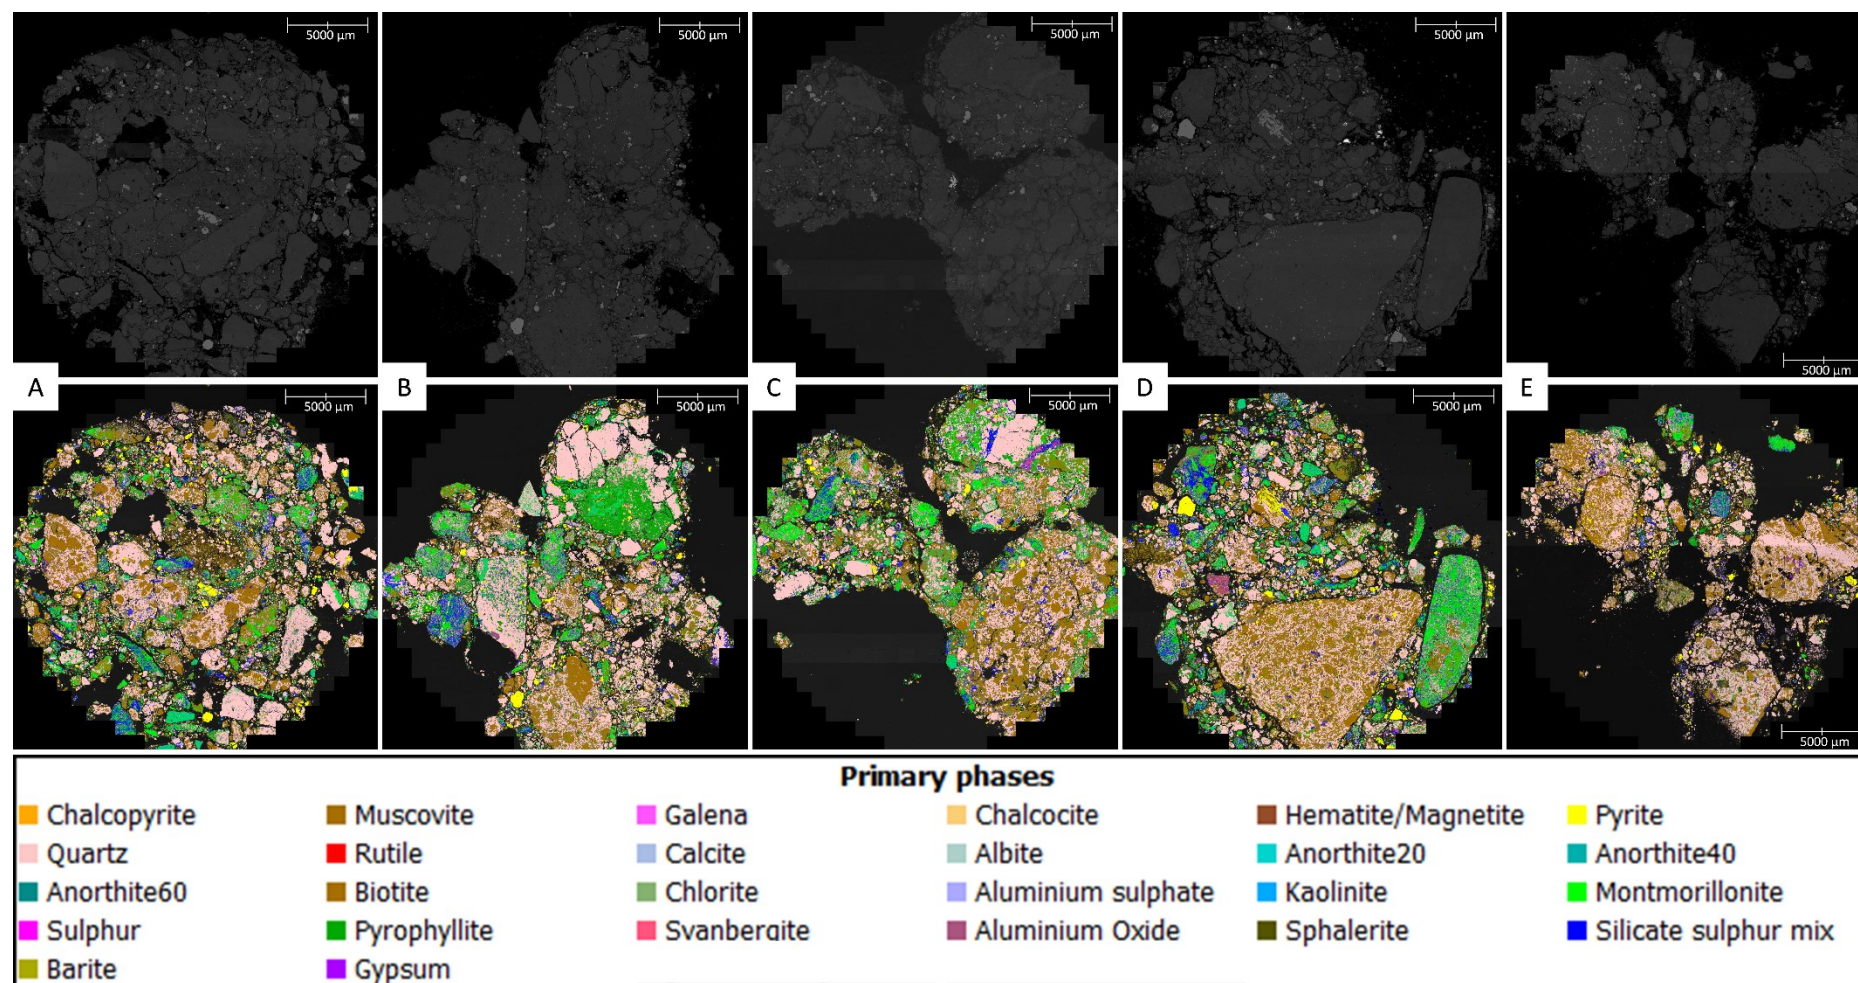 5000 µm 5000 µm 5000 µm 5000 µm
5000 µm
A B C D E
5000 µm 5000 µm 5000 µm 5000 µm
5000 µm
Primary phases
Chalcopyrite Muscovite Galena Chalcocite Hematite/Magnetite Pyrite
Quartz Rutile Calcite Albite Anorthite20 Anorthite40
Anorthite60 Biotite Chlorite Aluminium sulphate Kaolinite Montmorillonite
Sulphur Pyrophyllite Svanbergite Aluminium Oxide Sphalerite Silicate sulphur mix
Barite Gypsum